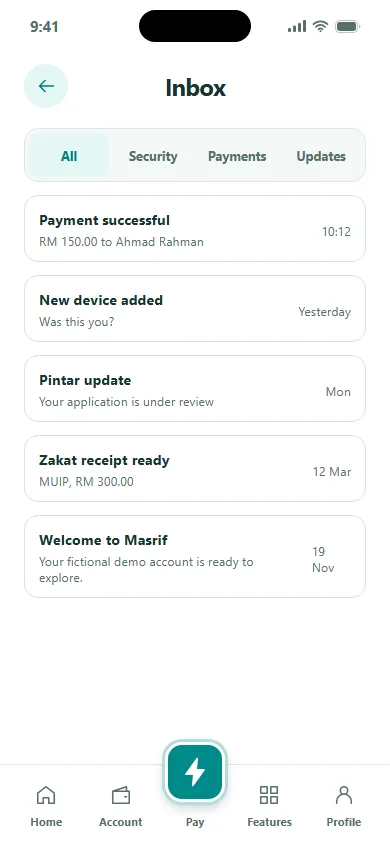 9:41
Inbox
All Security Payments Updates
Payment successful
RM 150.00 to Ahmad Rahman
10:12
New device added
Was this you?
Yesterday
Pintar update
Your application is under review
Mon
Zakat receipt ready
MUIP, RM 300.00
12 Mar
Welcome to Masrif
Your fictional demo account is ready to
explore.
19
Nov
Home Account Pay Features Profile